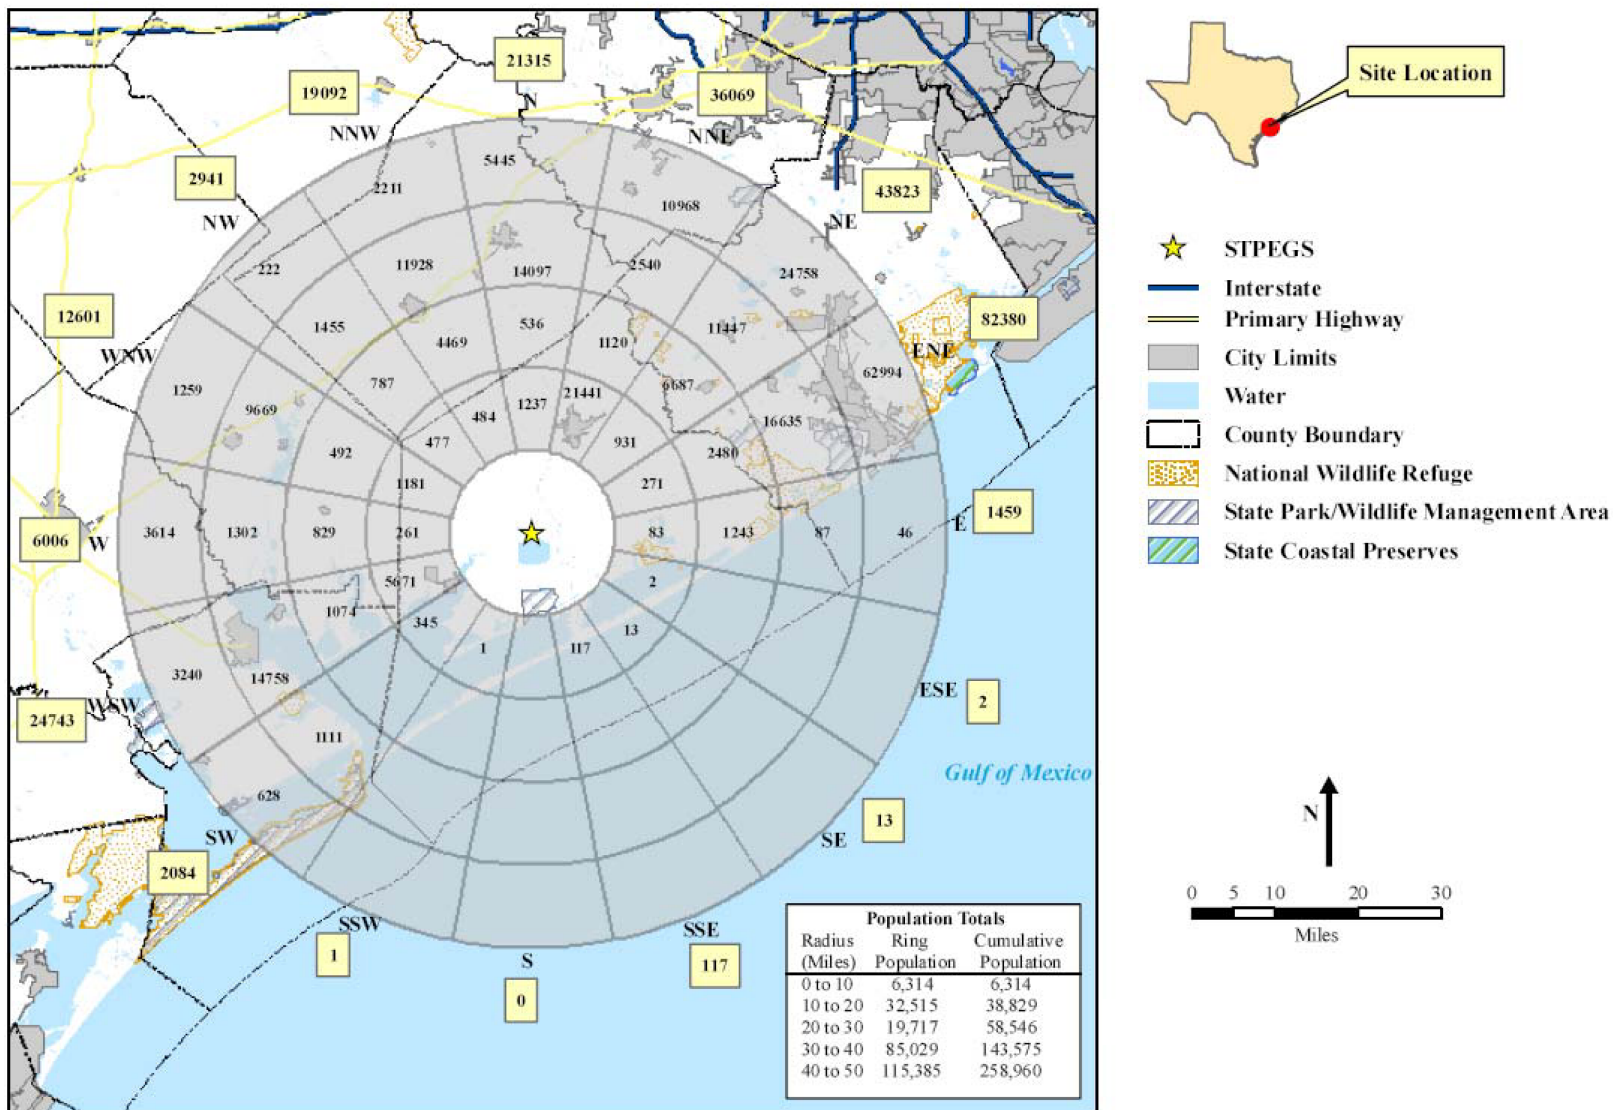 21315
Site Location
19092
36069
N
NNW
NNE
5445
2941
2211
43823
10968
NW
NE
222
11928
14097
2540
24758
STPEGS
Interstate
Primary Highway
City Limits
Water
County Boundary
National Wildlife Refuge
State Park/Wildlife Management Area
State Coastal Preserves
12601
1455
536
11447
82380
4469
1120
WNW
ENE
62994
1259
787
6687
9669
484
1237
21441
16635
492
477
931
2480
1181
271
6006
W
3614
1302
829
261
83
1243
87
46
E
1459
5671
2
1074
345
13
1
117
3240
14758
ESE
2
24743
WSW
1111
Gulf of Mexico
628
SW
SE
13
2084
N
0 5 10 20 30
Miles
SSW
1
S
0
SSE
117
Population Totals
Radius (Miles) Ring Population Cumulative Population
0 to 10 6,314 6,314
10 to 20 32,515 38,829
20 to 30 19,717 58,546
30 to 40 85,029 143,575
40 to 50 115,385 258,960